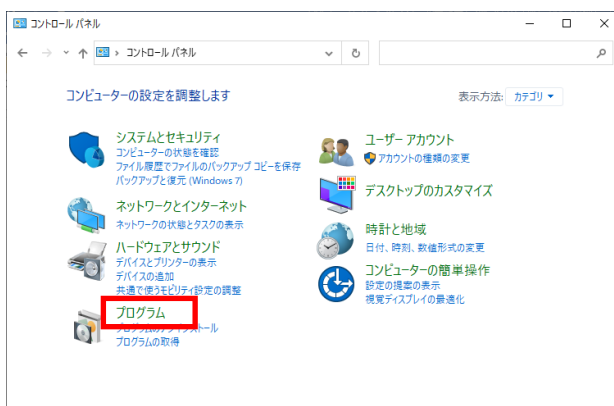 コントロール パネル
コントロール パネル
コンピューターの設定を調整します
表示方法: カテゴリ
システムとセキュリティ
コンピューターの状態を確認
ファイル履歴でファイルのバックアップ コピーを保存
バックアップと復元 (Windows 7)
ネットワークとインターネット
ネットワークの状態とタスクの表示
ハードウェアとサウンド
デバイスとプリンターの表示
デバイスの追加
共通で使うモビリティ設定の調整
プログラム
プログラムのアンインストール
プログラムの取得
ユーザー アカウント
アカウントの種類の変更
デスクトップのカスタマイズ
時計と地域
日付、時刻、数値形式の変更
コンピューターの簡単操作
設定の提案の表示
視覚ディスプレイの最適化